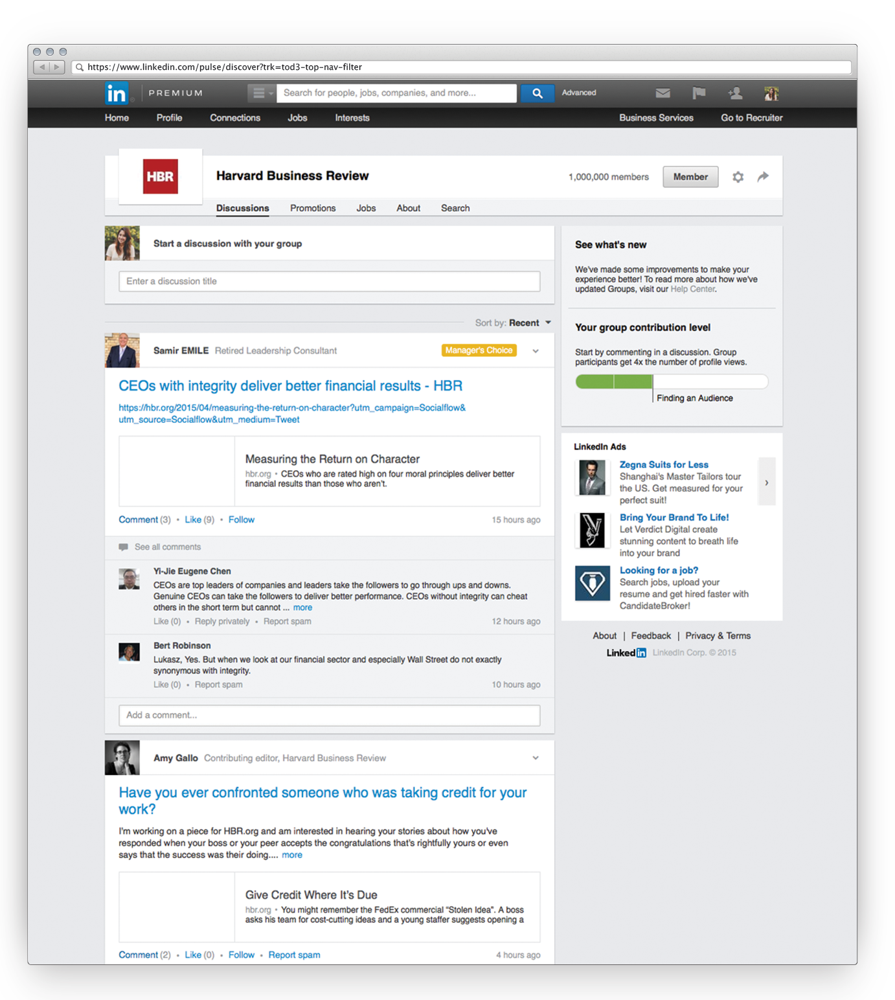 https://www.linkedin.com/pulse/discover?trk=tod3-top-nav-filter
in PREMIUM
Search for people, jobs, companies, and more...
Advanced
Home Profile Connections Jobs Interests Business Services Go to Recruiter
HBR
Harvard Business Review
1,000,000 members
Member
Discussions Promotions Jobs About Search
Start a discussion with your group
Enter a discussion title
Sort by: Recent
Samir EMILE Retired Leadership Consultant
Manager's Choice
CEOs with integrity deliver better financial results - HBR
https://hbr.org/2015/04/measuring-the-return-on-character?utm_campaign=Socialflow&
utm_source=Socialflow&utm_medium=Tweet
Measuring the Return on Character
hbr.org • CEOs who are rated high on four moral principles deliver better
financial results than those who aren't.
Comment (3) • Like (9) • Follow
15 hours ago
See all comments
Yi-Jie Eugene Chen
CEOs are top leaders of companies and leaders take the followers to go through ups and downs.
Genuine CEOs can take the followers to deliver better performance. CEOs without integrity can cheat
others in the short term but cannot ... more
Like (0) • Reply privately • Report spam
12 hours ago
Bert Robinson
Lukasz, Yes. But when we look at our financial sector and especially Wall Street do not exactly
synonymous with integrity.
Like (0) • Report spam
10 hours ago
Add a comment...
Amy Gallo Contributing editor, Harvard Business Review
Have you ever confronted someone who was taking credit for your
work?
I'm working on a piece for HBR.org and am interested in hearing your stories about how you've
responded when your boss or your peer accepts the congratulations that's rightfully yours or even
says that the success was their doing.... more
Give Credit Where It's Due
hbr.org • You might remember the FedEx commercial “Stolen Idea”. A boss
asks his team for cost-cutting ideas and a young staffer suggests opening a
Comment (2) • Like (0) • Follow • Report spam
4 hours ago
See what's new
We've made some improvements to make your
experience better! To read more about how we've
updated Groups, visit our Help Center.
Your group contribution level
Start by commenting in a discussion. Group
participants get 4x the number of profile views.
Finding an Audience
LinkedIn Ads
Zegna Suits for Less
Shanghai's Master Tailors tour
the US. Get measured for your
perfect suit!
Bring Your Brand To Life!
Let Verdict Digital create
stunning content to breath life
into your brand
Looking for a job?
Search jobs, upload your
resume and get hired faster with
CandidateBroker!
About | Feedback | Privacy & Terms
Linkedin LinkedIn Corp. © 2015